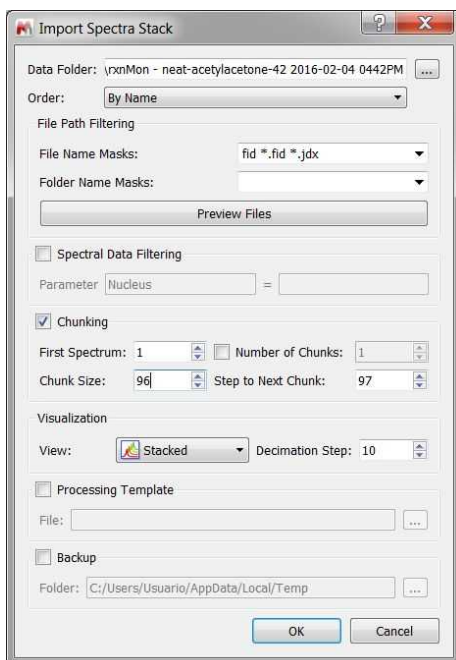 Import Spectra Stack
Data Folder: \rxnMon - neat-acetylacetone-42 2016-02-04 0442PM ...
Order: By Name
File Path Filtering
File Name Masks: fid *.fid *.jdx
Folder Name Masks:
Preview Files
Spectral Data Filtering
Parameter Nucleus =
Chunking
First Spectrum: 1 Number of Chunks: 1
Chunk Size: 96 Step to Next Chunk: 97
Visualization
View: Stacked Decimation Step: 10
Processing Template
File: ...
Backup
Folder: C:/Users/Usuario/AppData/Local/Temp ...
OK Cancel